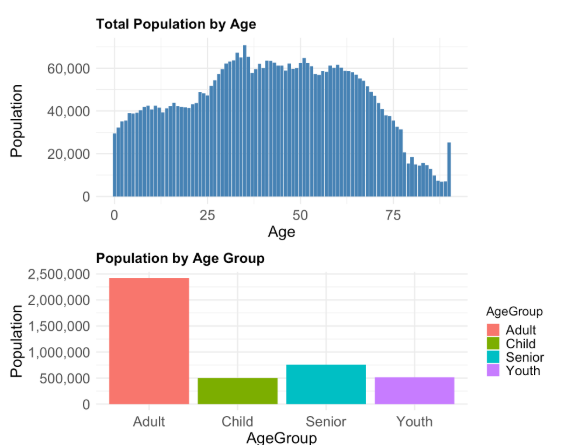 Total Population by Age
Population
60,000
40,000
20,000
0
0 25 50 75
Age
Population by Age Group
Population
2,500,000
2,000,000
1,500,000
1,000,000
500,000
0
Adult Child Senior Youth
AgeGroup
AgeGroup
Adult
Child
Senior
Youth